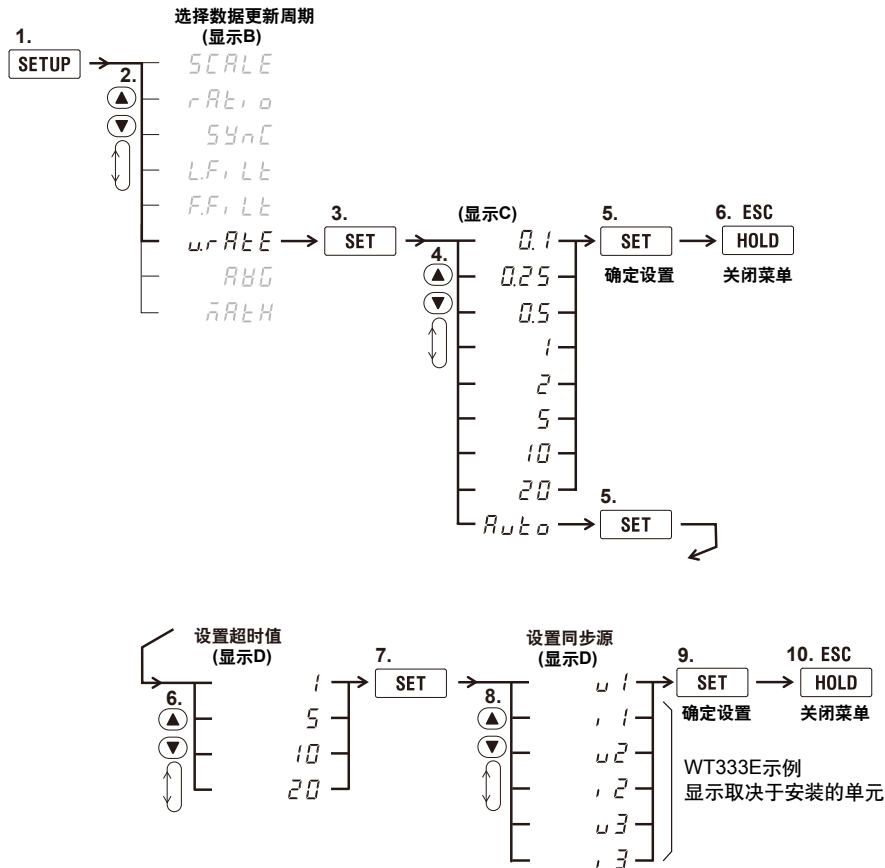 选择数据更新周期
(显示B)
1.
SETUP
2.
SCALE
rAtio
SYnC
L.FiLt
F.FiLt
u.rAtE
AVG
MAtH
3.
SET
(显示C)
4.
0.1
0.25
0.5
1
2
5
10
20
Auto
5.
SET
确定设置
6. ESC
HOLD
关闭菜单
5.
SET
设置超时值
(显示D)
6.
1
5
10
20
7.
SET
设置同步源
(显示D)
8.
u1
i1
u2
i2
u3
i3
9.
SET
确定设置
10. ESC
HOLD
关闭菜单
WT333E示例
显示取决于安装的单元